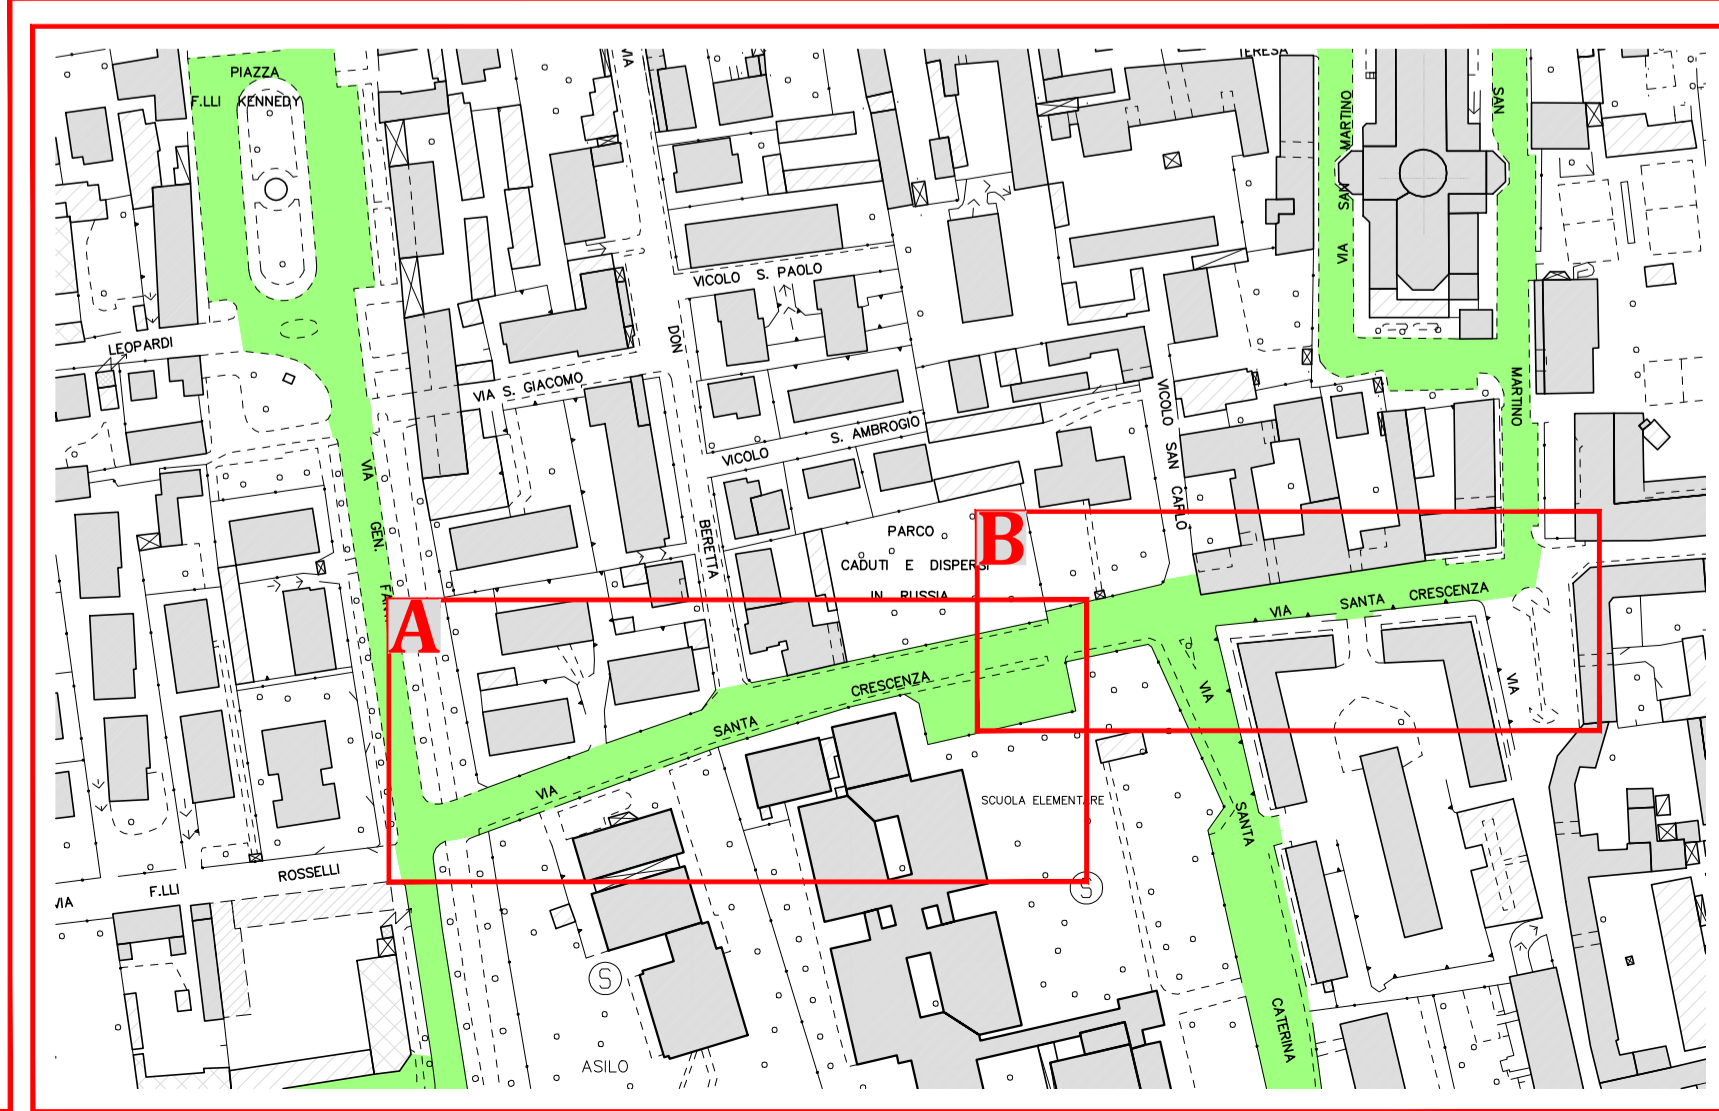 PIAZZA
F.LLI KENNEDY
VIA
TERESA
VIA SAN MARTINO
SAN
MARTINO
VICOLO S. PAOLO
LEOPARDI
DON
BERETTA
VIA S. GIACOMO
VICOLO S. AMBROGIO
VICOLO SAN CARLO
VIA
GEN.
PARCO
CADUTI E DISPERSI
IN RUSSIA
B
A
VIA SANTA CRESCENZA
VIA SANTA CRESCENZA
VIA
SANTA
CATERINA
VIA
SCUOLA ELEMENTARE
S
VIA F.LLI ROSSELLI
S
ASILO